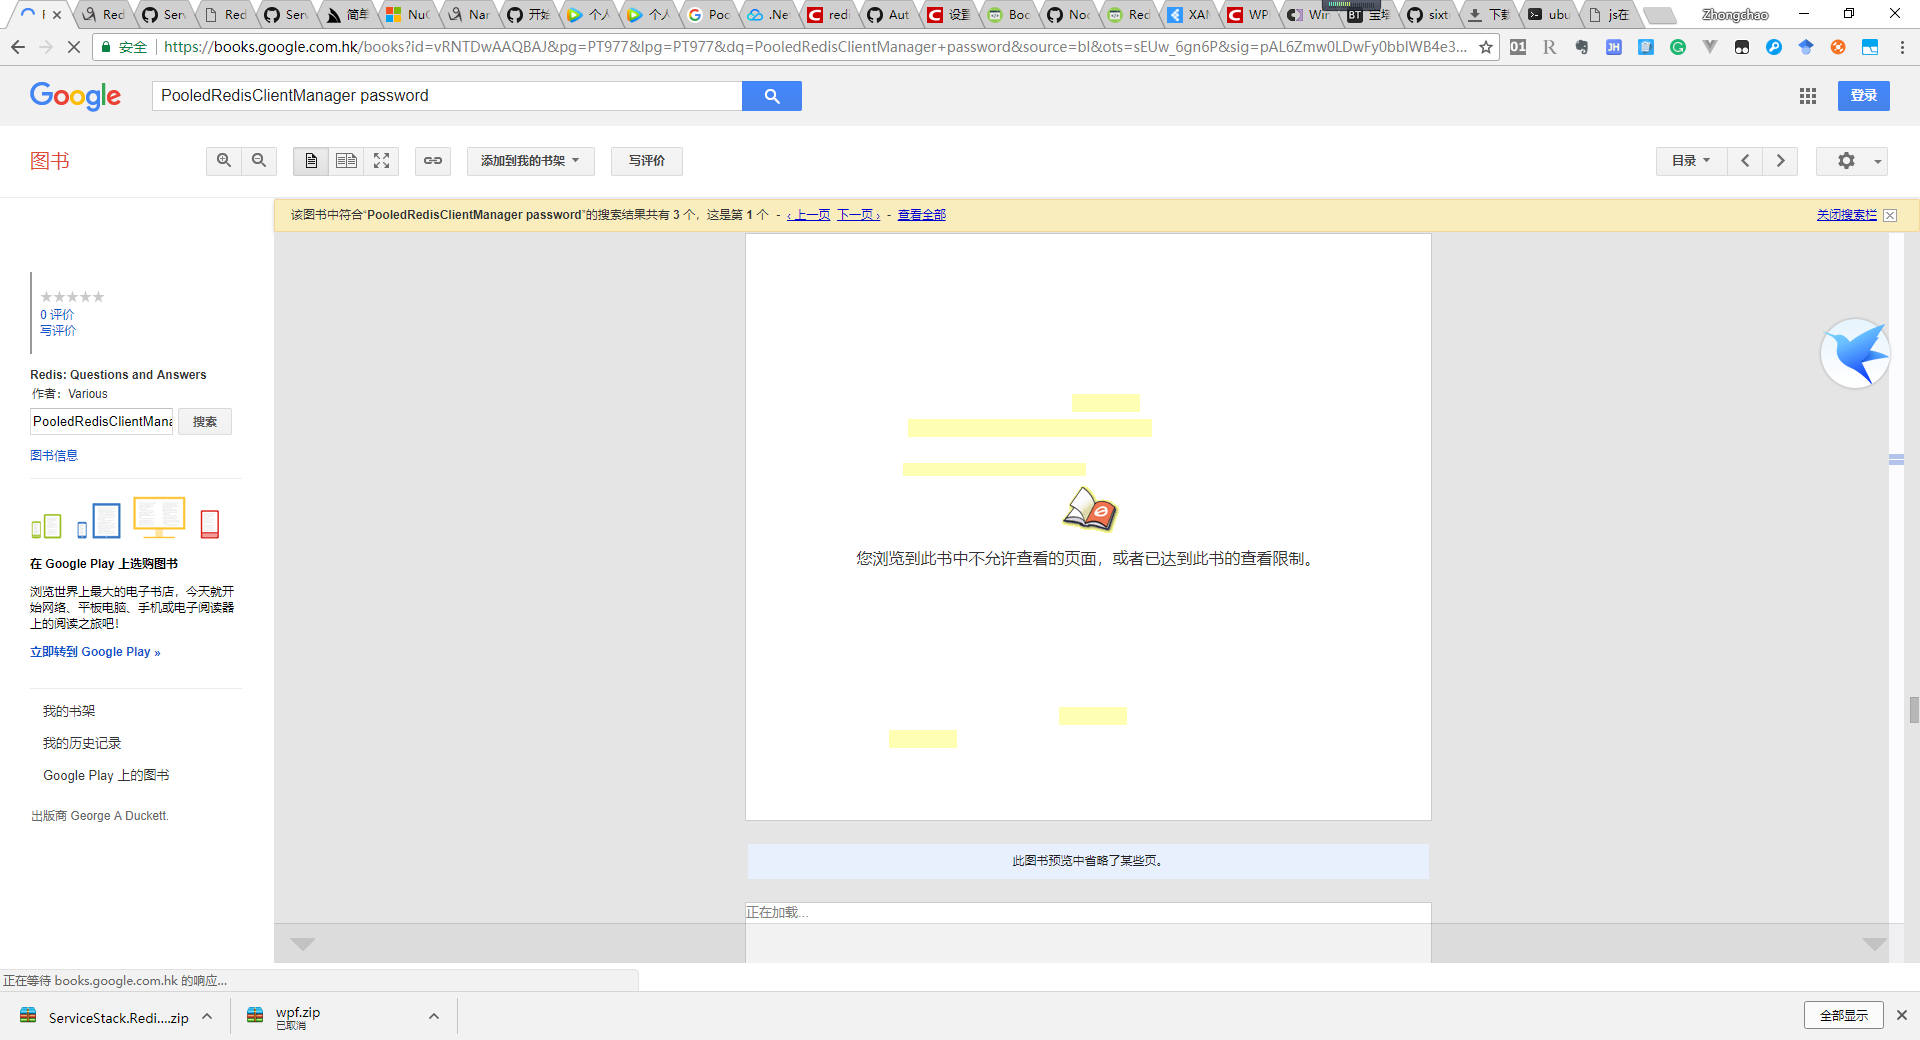 F
Red
Serv
Red
Serv
简单
NuG
Nar
开始
个人
个人
Poo
.Net
redi
Aut
设置
Boo
Noc
Red
XAM
WPF
Win
宝塔
sixt
下载
ubu
js在
Zhongchao
安全
https://books.google.com.hk/books?id=vRNTDwAAQBAJ&pg=PT977&lpg=PT977&dq=PooledRedisClientManager+password&source=bl&ots=sEUw_6gn6P&sig=pAL6Zmw0LDwFy0bbIWB4e3...
Google
PooledRedisClientManager password
登录
图书
添加到我的书架
写评价
目录
该图书中符合“PooledRedisClientManager password”的搜索结果共有 3 个，这是第 1 个 - ‹ 上一页 下一页 › - 查看全部
关闭搜索栏
0 评价
写评价
Redis: Questions and Answers
作者：Various
PooledRedisClientMana
搜索
图书信息
在 Google Play 上选购图书
浏览世界上最大的电子书店，今天就开
始网络、平板电脑、手机或电子阅读器
上的阅读之旅吧！
立即转到 Google Play »
我的书架
我的历史记录
Google Play 上的图书
出版商 George A Duckett.
您浏览到此书中不允许查看的页面，或者已达到此书的查看限制。
此图书预览中省略了某些页。
正在加载...
正在等待 books.google.com.hk 的响应...
ServiceStack.Redi....zip
wpf.zip
已取消
全部显示